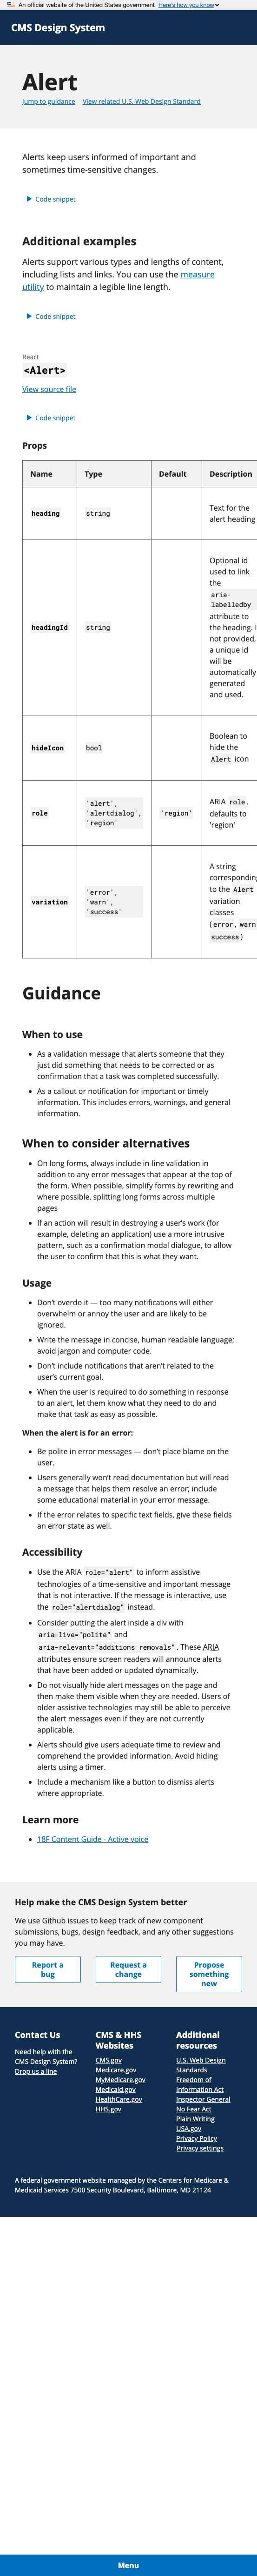 An official website of the United States government Here's how you know
CMS Design System
Alert
Jump to guidance View related U.S. Web Design Standard
Alerts keep users informed of important and
sometimes time-sensitive changes.
Code snippet
Additional examples
Alerts support various types and lengths of content,
including lists and links. You can use the measure
utility to maintain a legible line length.
Code snippet
React
<Alert>
View source file
Code snippet
Props
Name Type Default Description
heading string Text for the
alert heading
headingId string Optional id
used to link
the
aria-
labelledby
attribute to
the heading. I
not provided,
a unique id
will be
automatically
generated
and used.
hideIcon bool Boolean to
hide the
Alert icon
role 'alert',
'alertdialog',
'region'
'region'
ARIA role,
defaults to
'region'
variation 'error',
'warn',
'success'
A string
corresponding
to the Alert
variation
classes
(error, warn
success)
Guidance
When to use
• As a validation message that alerts someone that they
just did something that needs to be corrected or as
confirmation that a task was completed successfully.
• As a callout or notification for important or timely
information. This includes errors, warnings, and general
information.
When to consider alternatives
• On long forms, always include in-line validation in
addition to any error messages that appear at the top of
the form. When possible, simplify forms by rewriting and
where possible, splitting long forms across multiple
pages
• If an action will result in destroying a user's work (for
example, deleting an application) use a more intrusive
pattern, such as a confirmation modal dialogue, to allow
the user to confirm that this is what they want.
Usage
• Don't overdo it — too many notifications will either
overwhelm or annoy the user and are likely to be
ignored.
• Write the message in concise, human readable language;
avoid jargon and computer code.
• Don't include notifications that aren't related to the
user's current goal.
• When the user is required to do something in response
to an alert, let them know what they need to do and
make that task as easy as possible.
When the alert is for an error:
• Be polite in error messages — don't place blame on the
user.
• Users generally won't read documentation but will read
a message that helps them resolve an error; include
some educational material in your error message.
• If the error relates to specific text fields, give these fields
an error state as well.
Accessibility
• Use the ARIA role="alert" to inform assistive
technologies of a time-sensitive and important message
that is not interactive. If the message is interactive, use
the role="alertdialog" instead.
• Consider putting the alert inside a div with
aria-live="polite" and
aria-relevant="additions removals". These ARIA
attributes ensure screen readers will announce alerts
that have been added or updated dynamically.
• Do not visually hide alert messages on the page and
then make them visible when they are needed. Users of
older assistive technologies may still be able to perceive
the alert messages even if they are not currently
applicable.
• Alerts should give users adequate time to review and
comprehend the provided information. Avoid hiding
alerts using a timer.
• Include a mechanism like a button to dismiss alerts
where appropriate.
Learn more
• 18F Content Guide - Active voice
Help make the CMS Design System better
We use Github issues to keep track of new component
submissions, bugs, design feedback, and any other suggestions
you may have.
Report a
bug
Request a
change
Propose
something
new
Contact Us
Need help with the
CMS Design System?
Drop us a line
CMS & HHS
Websites
CMS.gov
Medicare.gov
MyMedicare.gov
Medicaid.gov
HealthCare.gov
HHS.gov
Additional
resources
U.S. Web Design
Standards
Freedom of
Information Act
Inspector General
No Fear Act
Plain Writing
USA.gov
Privacy Policy
Privacy settings
A federal government website managed by the Centers for Medicare &
Medicaid Services 7500 Security Boulevard, Baltimore, MD 21124
Menu